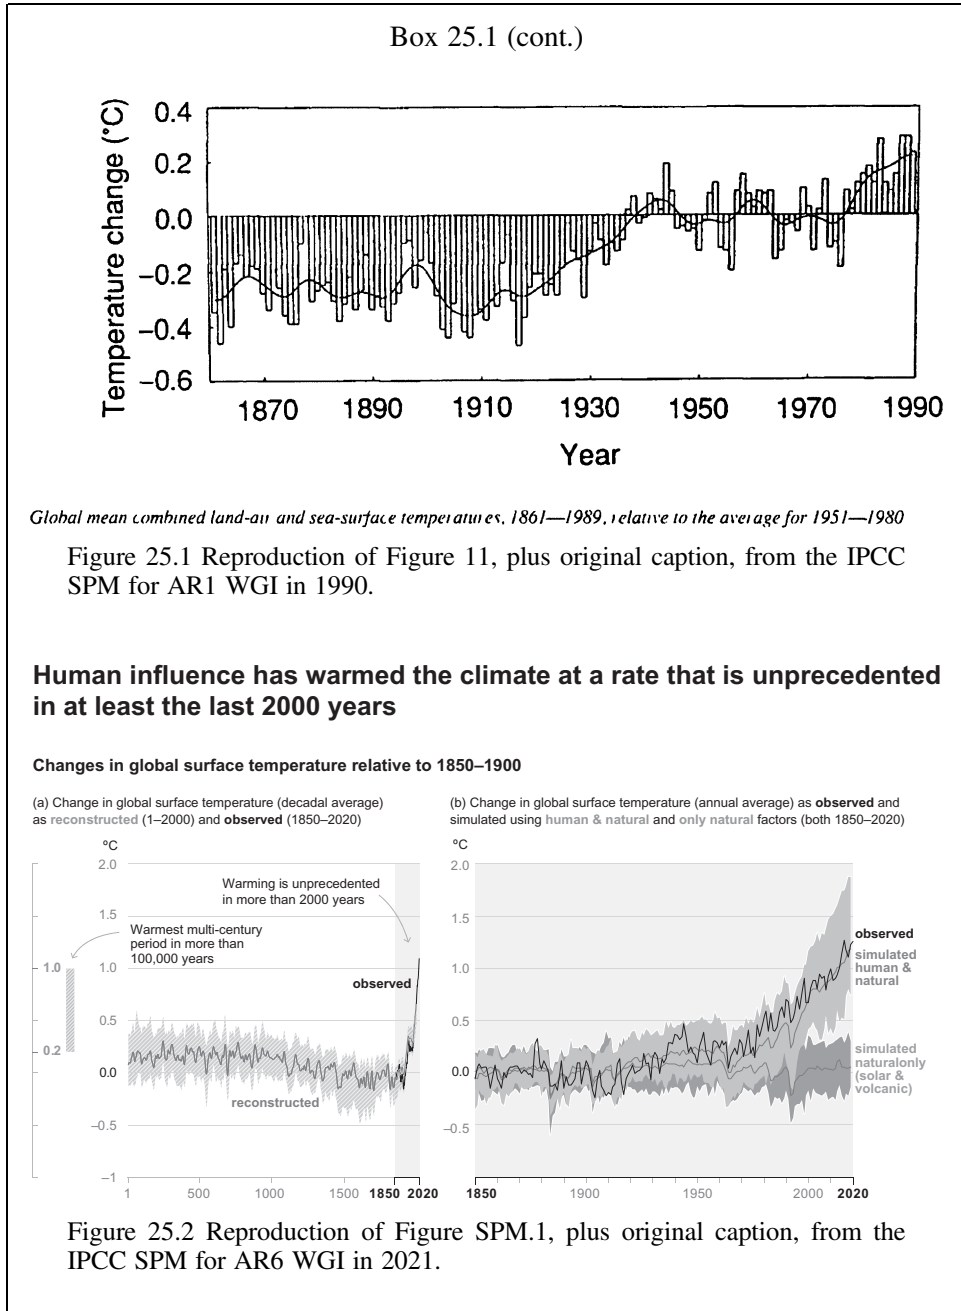 Box 25.1 (cont.)
Temperature change (°C)
0.4
0.2
0.0
−0.2
−0.4
−0.6
1870 1890 1910 1930 1950 1970 1990
Year
Global mean combined land-air and sea-surface temperatures, 1861—1989, relative to the average for 1951—1980
Figure 25.1 Reproduction of Figure 11, plus original caption, from the IPCC
SPM for AR1 WGI in 1990.
Human influence has warmed the climate at a rate that is unprecedented
in at least the last 2000 years
Changes in global surface temperature relative to 1850–1900
(a) Change in global surface temperature (decadal average)
as reconstructed (1–2000) and observed (1850–2020)
ºC
2.0
1.5
1.0
0.5
0.0
−0.5
−1
1.0
0.2
Warming is unprecedented
in more than 2000 years
Warmest multi-century
period in more than
100,000 years
observed
reconstructed
1 500 1000 1500 1850 2020
(b) Change in global surface temperature (annual average) as observed and
simulated using human & natural and only natural factors (both 1850–2020)
ºC
2.0
1.5
1.0
0.5
0.0
−0.5
observed
simulated
human &
natural
simulated
naturalonly
(solar &
volcanic)
1850 1900 1950 2000 2020
Figure 25.2 Reproduction of Figure SPM.1, plus original caption, from the
IPCC SPM for AR6 WGI in 2021.